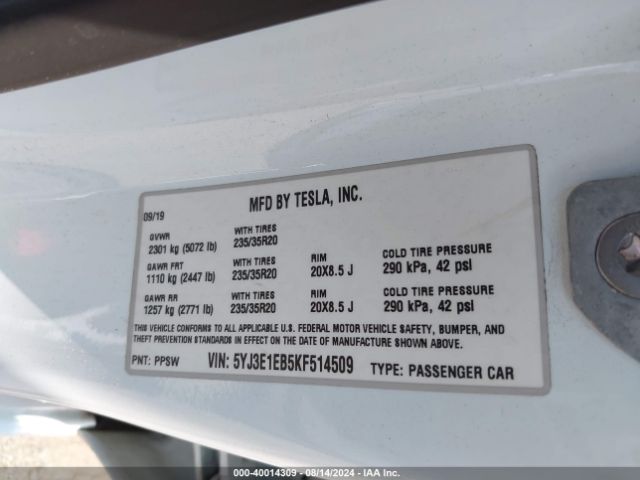 MFD BY TESLA, INC.
09/19
GVWR WITH TIRES
2301 kg (5072 lb) 235/35R20
GAWR FRT WITH TIRES RIM COLD TIRE PRESSURE
1110 kg (2447 lb) 235/35R20 20X8.5 J 290 kPa, 42 psi
GAWR RR WITH TIRES RIM COLD TIRE PRESSURE
1257 kg (2771 lb) 235/35R20 20X8.5 J 290 kPa, 42 psi
THIS VEHICLE CONFORMS TO ALL APPLICABLE U.S. FEDERAL MOTOR VEHICLE SAFETY, BUMPER, AND
THEFT PREVENTION STANDARDS IN EFFECT ON THE DATE OF MANUFACTURE SHOWN ABOVE.
PNT: PPSW VIN: 5YJ3E1EB5KF514509 TYPE: PASSENGER CAR
000-40014309 - 08/14/2024 - IAA Inc.